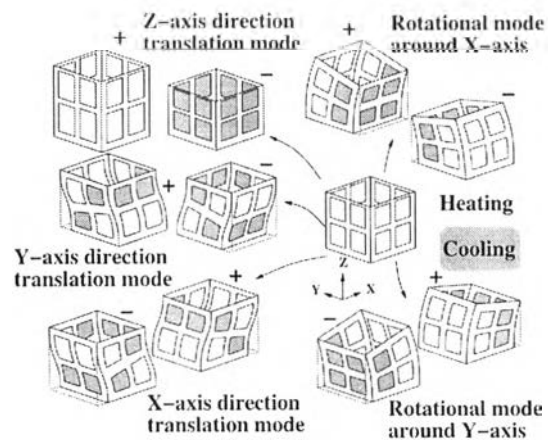 Z-axis direction
translation mode
+
−
Rotational mode
around X-axis
+
−
+
−
Y-axis direction
translation mode
Heating
Cooling
Z
Y
X
+
−
X-axis direction
translation mode
+
−
Rotational mode
around Y-axis